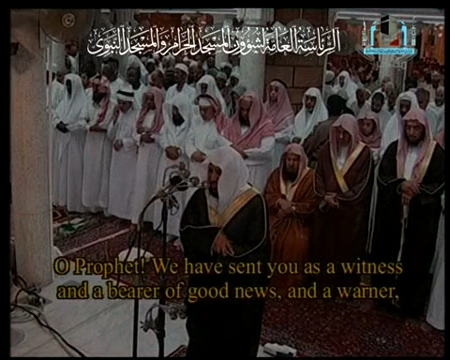 الرئاسة العامة لشؤون المسجد الحرام والمسجد النبوي
O Prophet! We have sent you as a witness
and a bearer of good news, and a warner,